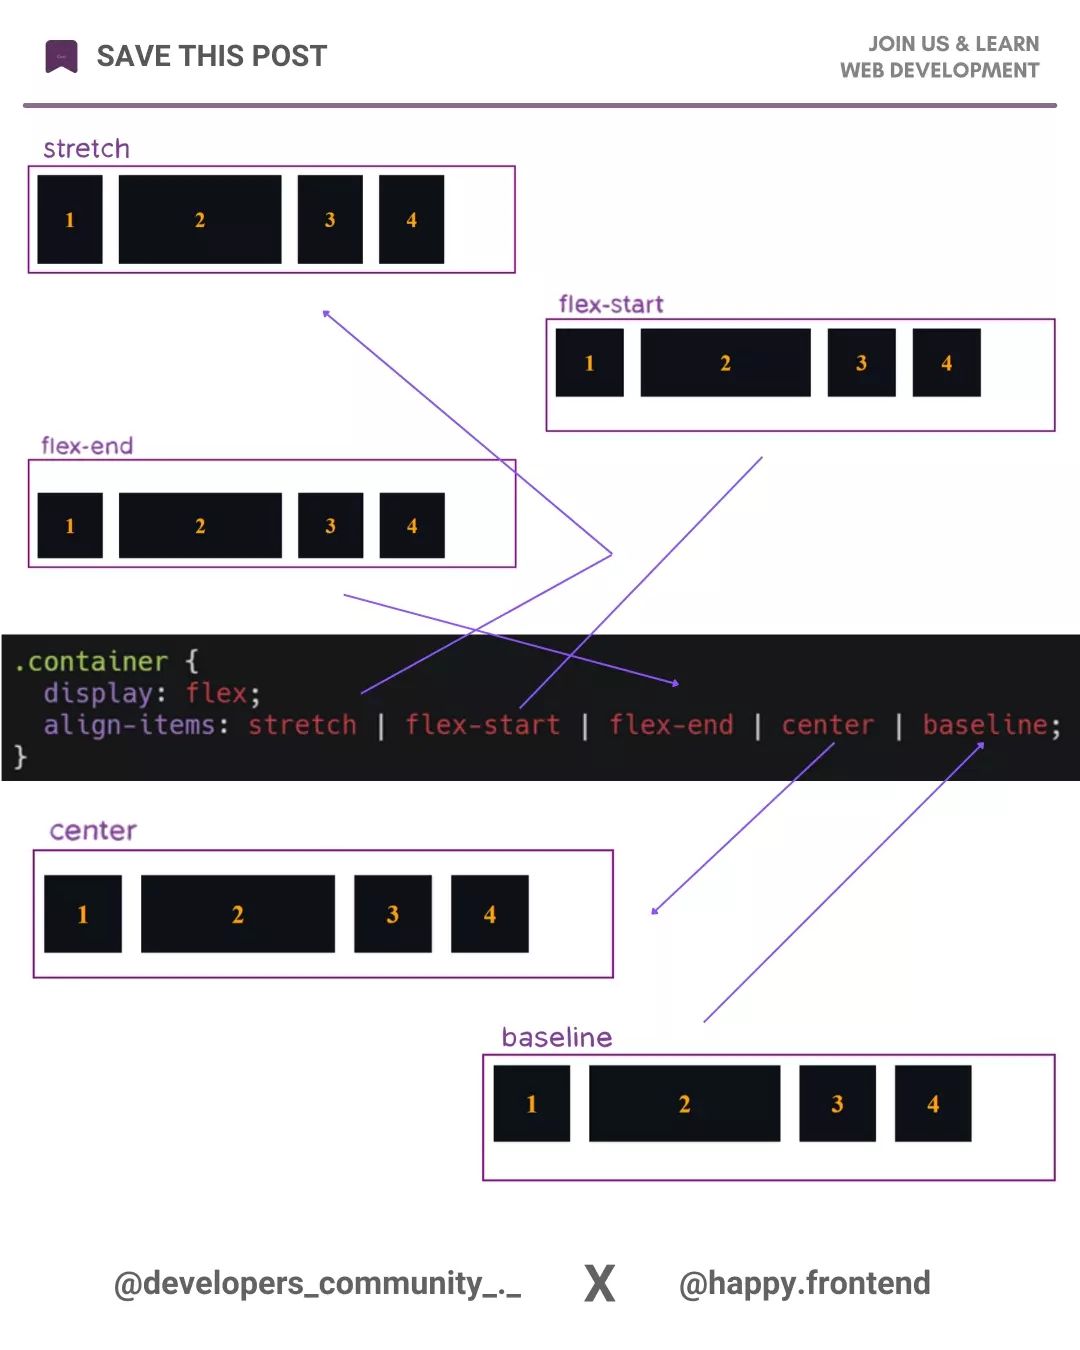 SAVE THIS POST
JOIN US & LEARN
WEB DEVELOPMENT
stretch
1 2 3 4
flex-start
1 2 3 4
flex-end
1 2 3 4
.container {
display: flex;
align-items: stretch | flex-start | flex-end | center | baseline;
}
center
1 2 3 4
baseline
1 2 3 4
@developers_community_._ X @happy.frontend